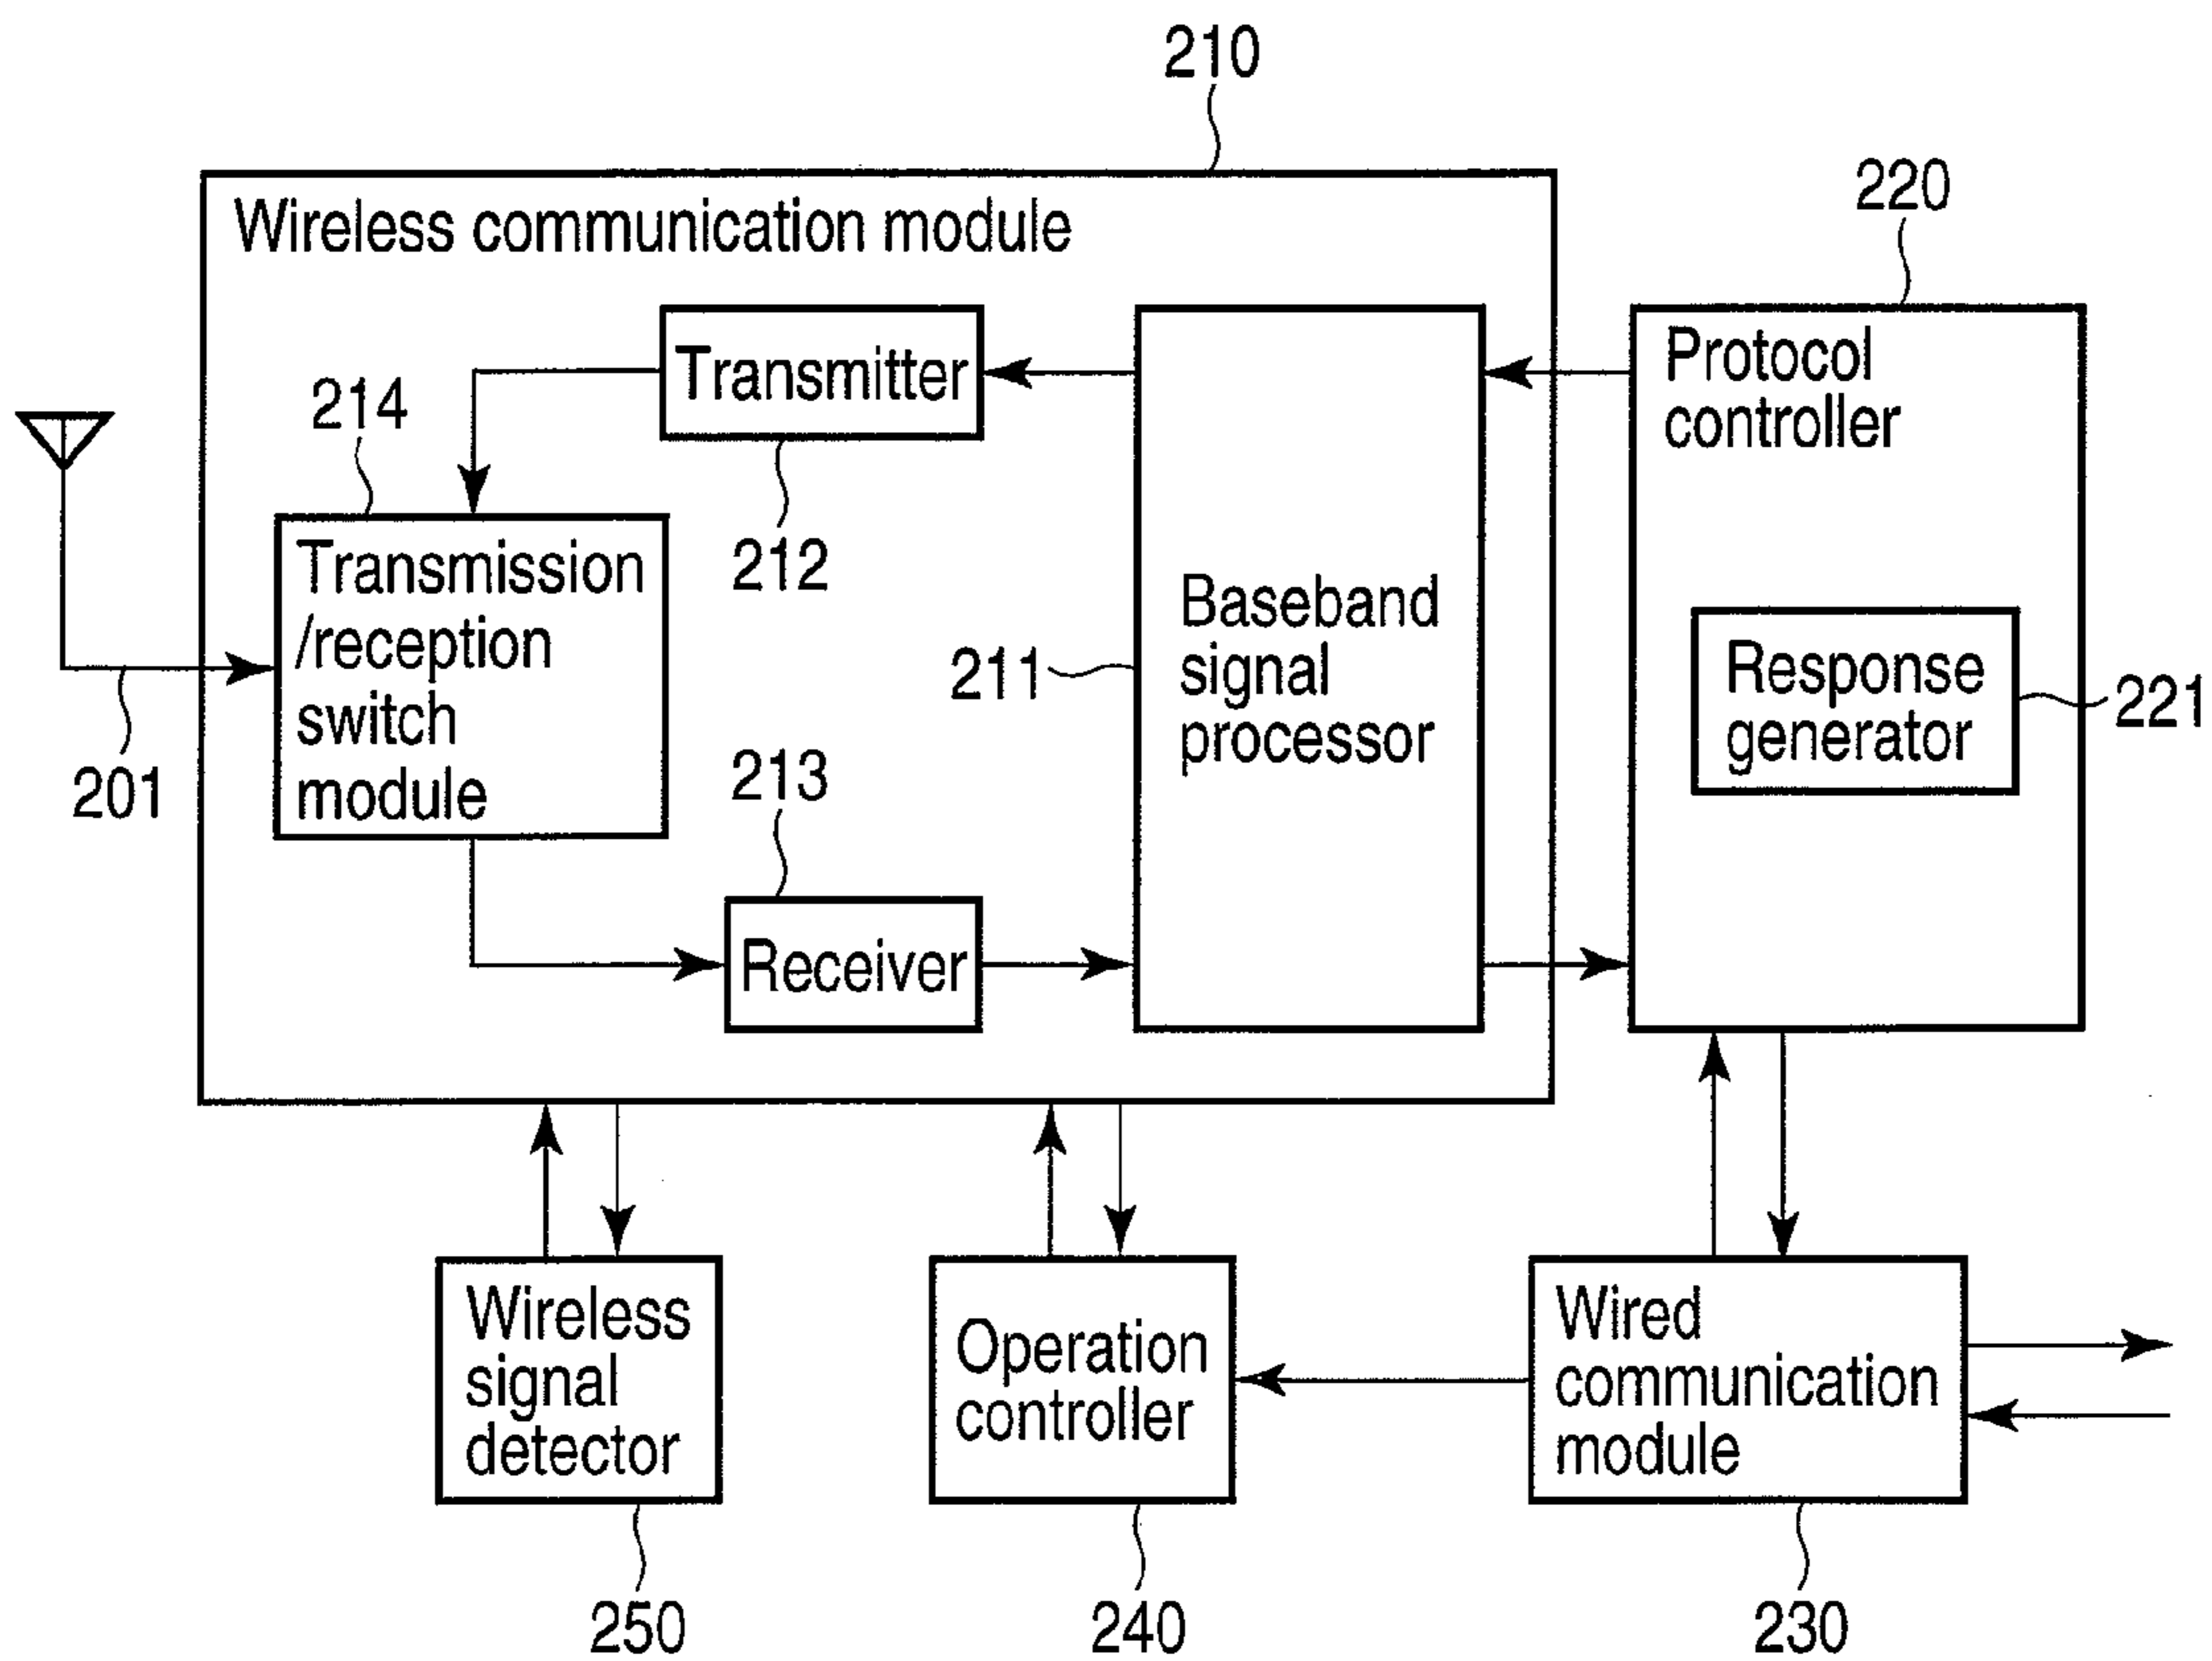 210
220
Wireless communication module
Protocol
controller
Transmitter
214
212
Transmission
/reception
switch
module
Baseband
signal
processor
211
Response
generator
221
201
213
Receiver
Wireless
signal
detector
Operation
controller
Wired
communication
module
250
240
230